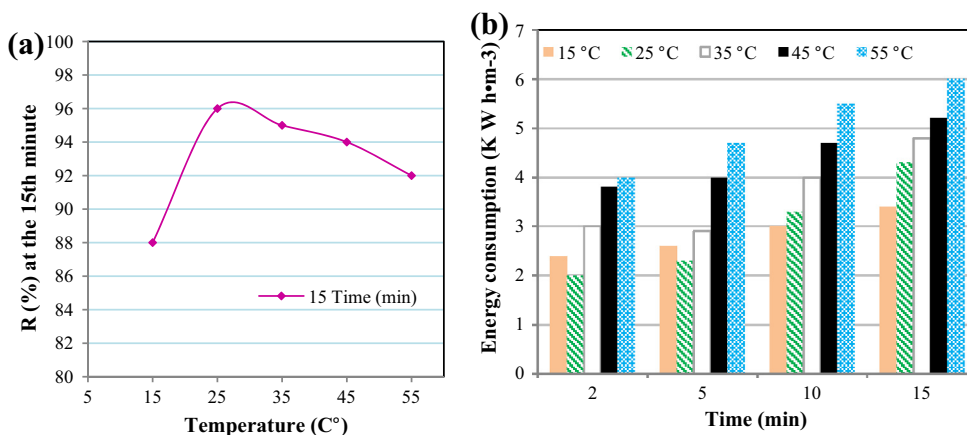 (a)
R (%) at the 15th minute
100
98
96
94
92
90
88
86
84
82
80
15 Time (min)
5 15 25 35 45 55
Temperature (C°)
(b)
Energy consumption (K W h•m-3)
7
6
5
4
3
2
1
0
15 °C 25 °C 35 °C 45 °C 55 °C
2 5 10 15
Time (min)